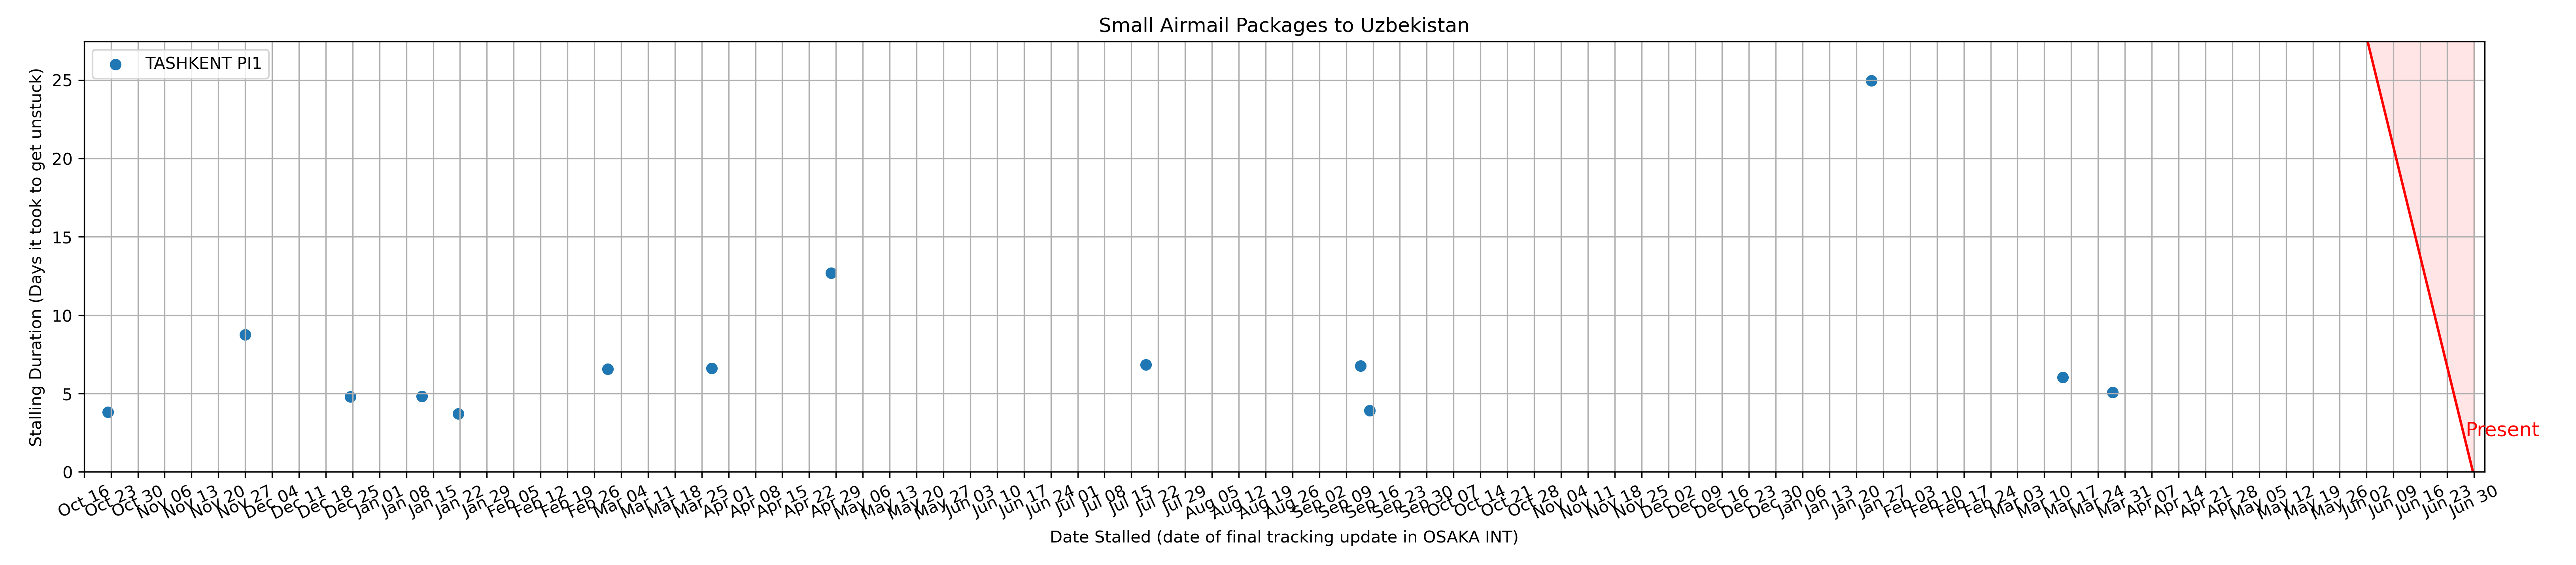 Small Airmail Packages to Uzbekistan
TASHKENT PI1
Stalling Duration (Days it took to get unstuck)
25
20
15
10
5
0
Present
Oct 16 Oct 23 Oct 30 Nov 06 Nov 13 Nov 20 Nov 27 Dec 04 Dec 11 Dec 18 Dec 25 Jan 01 Jan 08 Jan 15 Jan 22 Jan 29 Feb 05 Feb 12 Feb 19 Feb 26 Mar 04 Mar 11 Mar 18 Mar 25 Apr 01 Apr 08 Apr 15 Apr 22 Apr 29 May 06 May 13 May 20 May 27 Jun 03 Jun 10 Jun 17 Jun 24 Jul 01 Jul 08 Jul 15 Jul 22 Jul 29 Aug 05 Aug 12 Aug 19 Aug 26 Sep 02 Sep 09 Sep 16 Sep 23 Sep 30 Oct 07 Oct 14 Oct 21 Oct 28 Nov 04 Nov 11 Nov 18 Nov 25 Dec 02 Dec 09 Dec 16 Dec 23 Dec 30 Jan 06 Jan 13 Jan 20 Jan 27 Feb 03 Feb 10 Feb 17 Feb 24 Mar 03 Mar 10 Mar 17 Mar 24 Mar 31 Apr 07 Apr 14 Apr 21 Apr 28 May 05 May 12 May 19 May 26 Jun 02 Jun 09 Jun 16 Jun 23 Jun 30
Date Stalled (date of final tracking update in OSAKA INT)